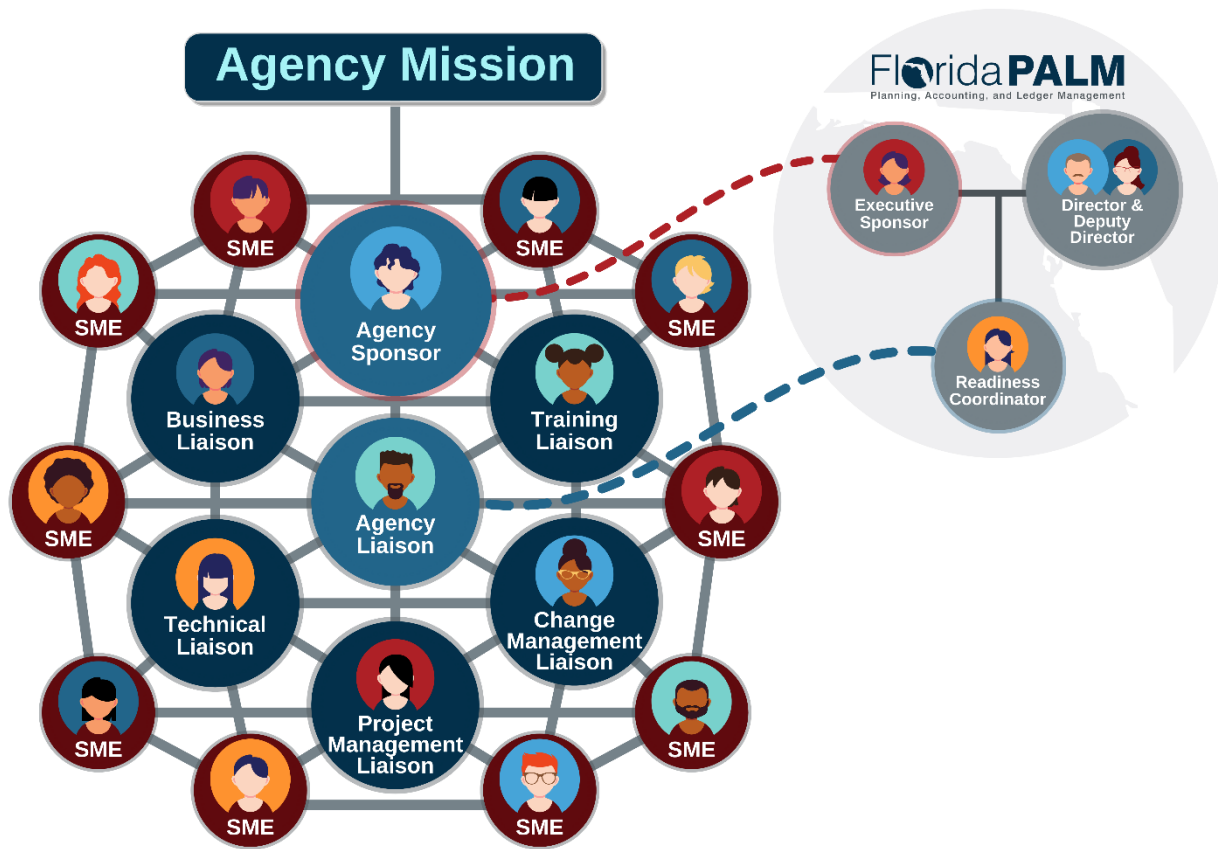 Agency Mission
Florida PALM
Planning, Accounting, and Ledger Management
SME
SME
Executive
Sponsor
Director &
Deputy
Director
SME
Agency
Sponsor
SME
Readiness
Coordinator
Business
Liaison
Training
Liaison
SME
Agency
Liaison
SME
Technical
Liaison
Change
Management
Liaison
SME
Project
Management
Liaison
SME
SME
SME